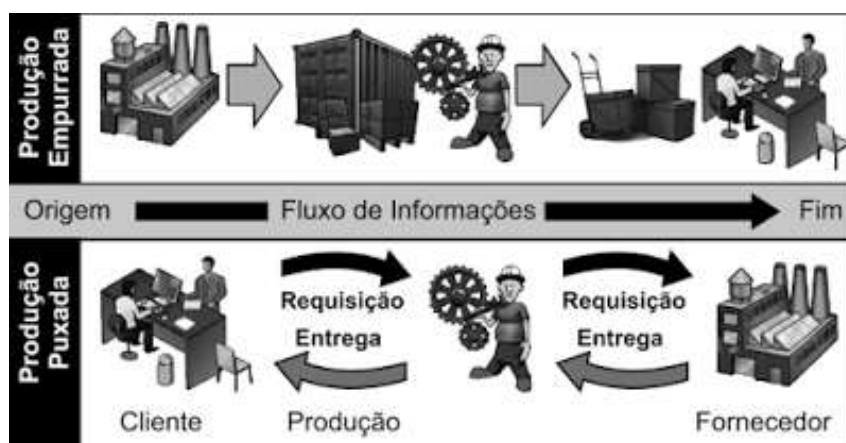 Produção
Empurrada
Origem
Fluxo de Informações
Fim
Produção
Puxada
Requisição
Entrega
Requisição
Entrega
Cliente
Produção
Fornecedor